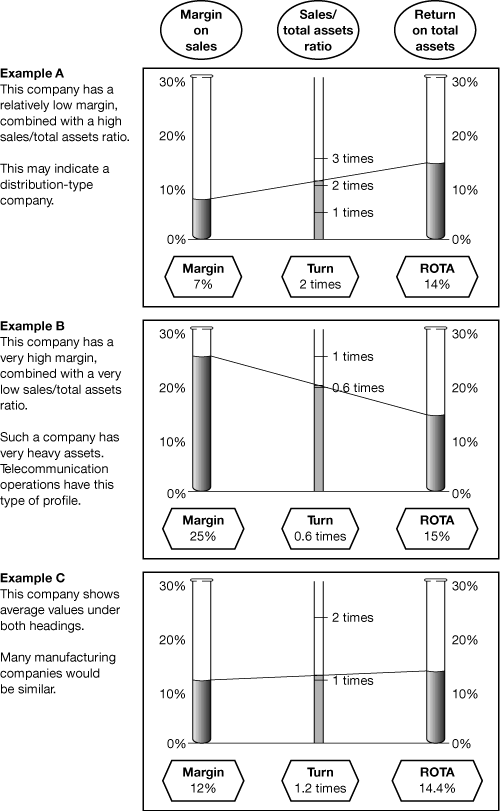 Margin
on
sales
Sales/
total assets
ratio
Return
on total
assets
Example A
This company has a
relatively low margin,
combined with a high
sales/total assets ratio.
This may indicate a
distribution-type
company.
30%
20%
10%
0%
3 times
2 times
1 times
30%
20%
10%
0%
Margin
7%
Turn
2 times
ROTA
14%
Example B
This company has a
very high margin,
combined with a very
low sales/total assets
ratio.
Such a company has
very heavy assets.
Telecommunication
operations have this
type of profile.
30%
20%
10%
0%
1 times
0.6 times
30%
20%
10%
0%
Margin
25%
Turn
0.6 times
ROTA
15%
Example C
This company shows
average values under
both headings.
Many manufacturing
companies would
be similar.
30%
20%
10%
0%
2 times
1 times
30%
20%
10%
0%
Margin
12%
Turn
1.2 times
ROTA
14.4%